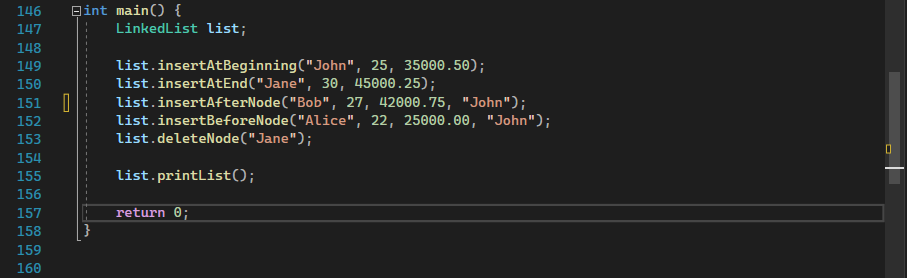 146 int main() {
147     LinkedList list;
148
149     list.insertAtBeginning("John", 25, 35000.50);
150     list.insertAtEnd("Jane", 30, 45000.25);
151     list.insertAfterNode("Bob", 27, 42000.75, "John");
152     list.insertBeforeNode("Alice", 22, 25000.00, "John");
153     list.deleteNode("Jane");
154
155     list.printList();
156
157     return 0;
158 }
159
160